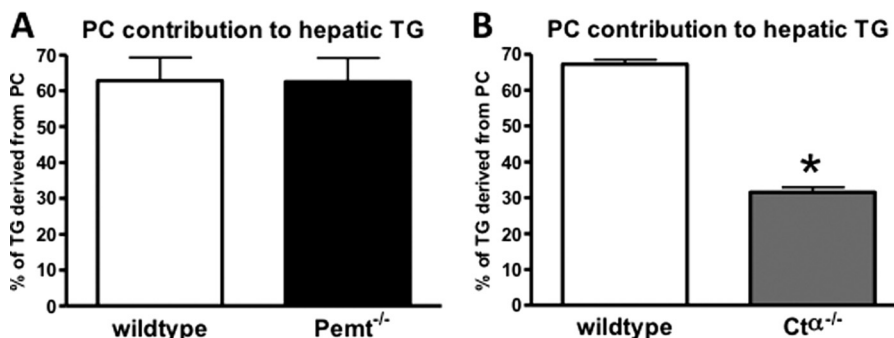 A
PC contribution to hepatic TG
% of TG derived from PC
70
60
50
40
30
20
10
0
wildtype
Pemt-/-
B
PC contribution to hepatic TG
% of TG derived from PC
70
60
50
40
30
20
10
0
*
wildtype
Ctα-/-